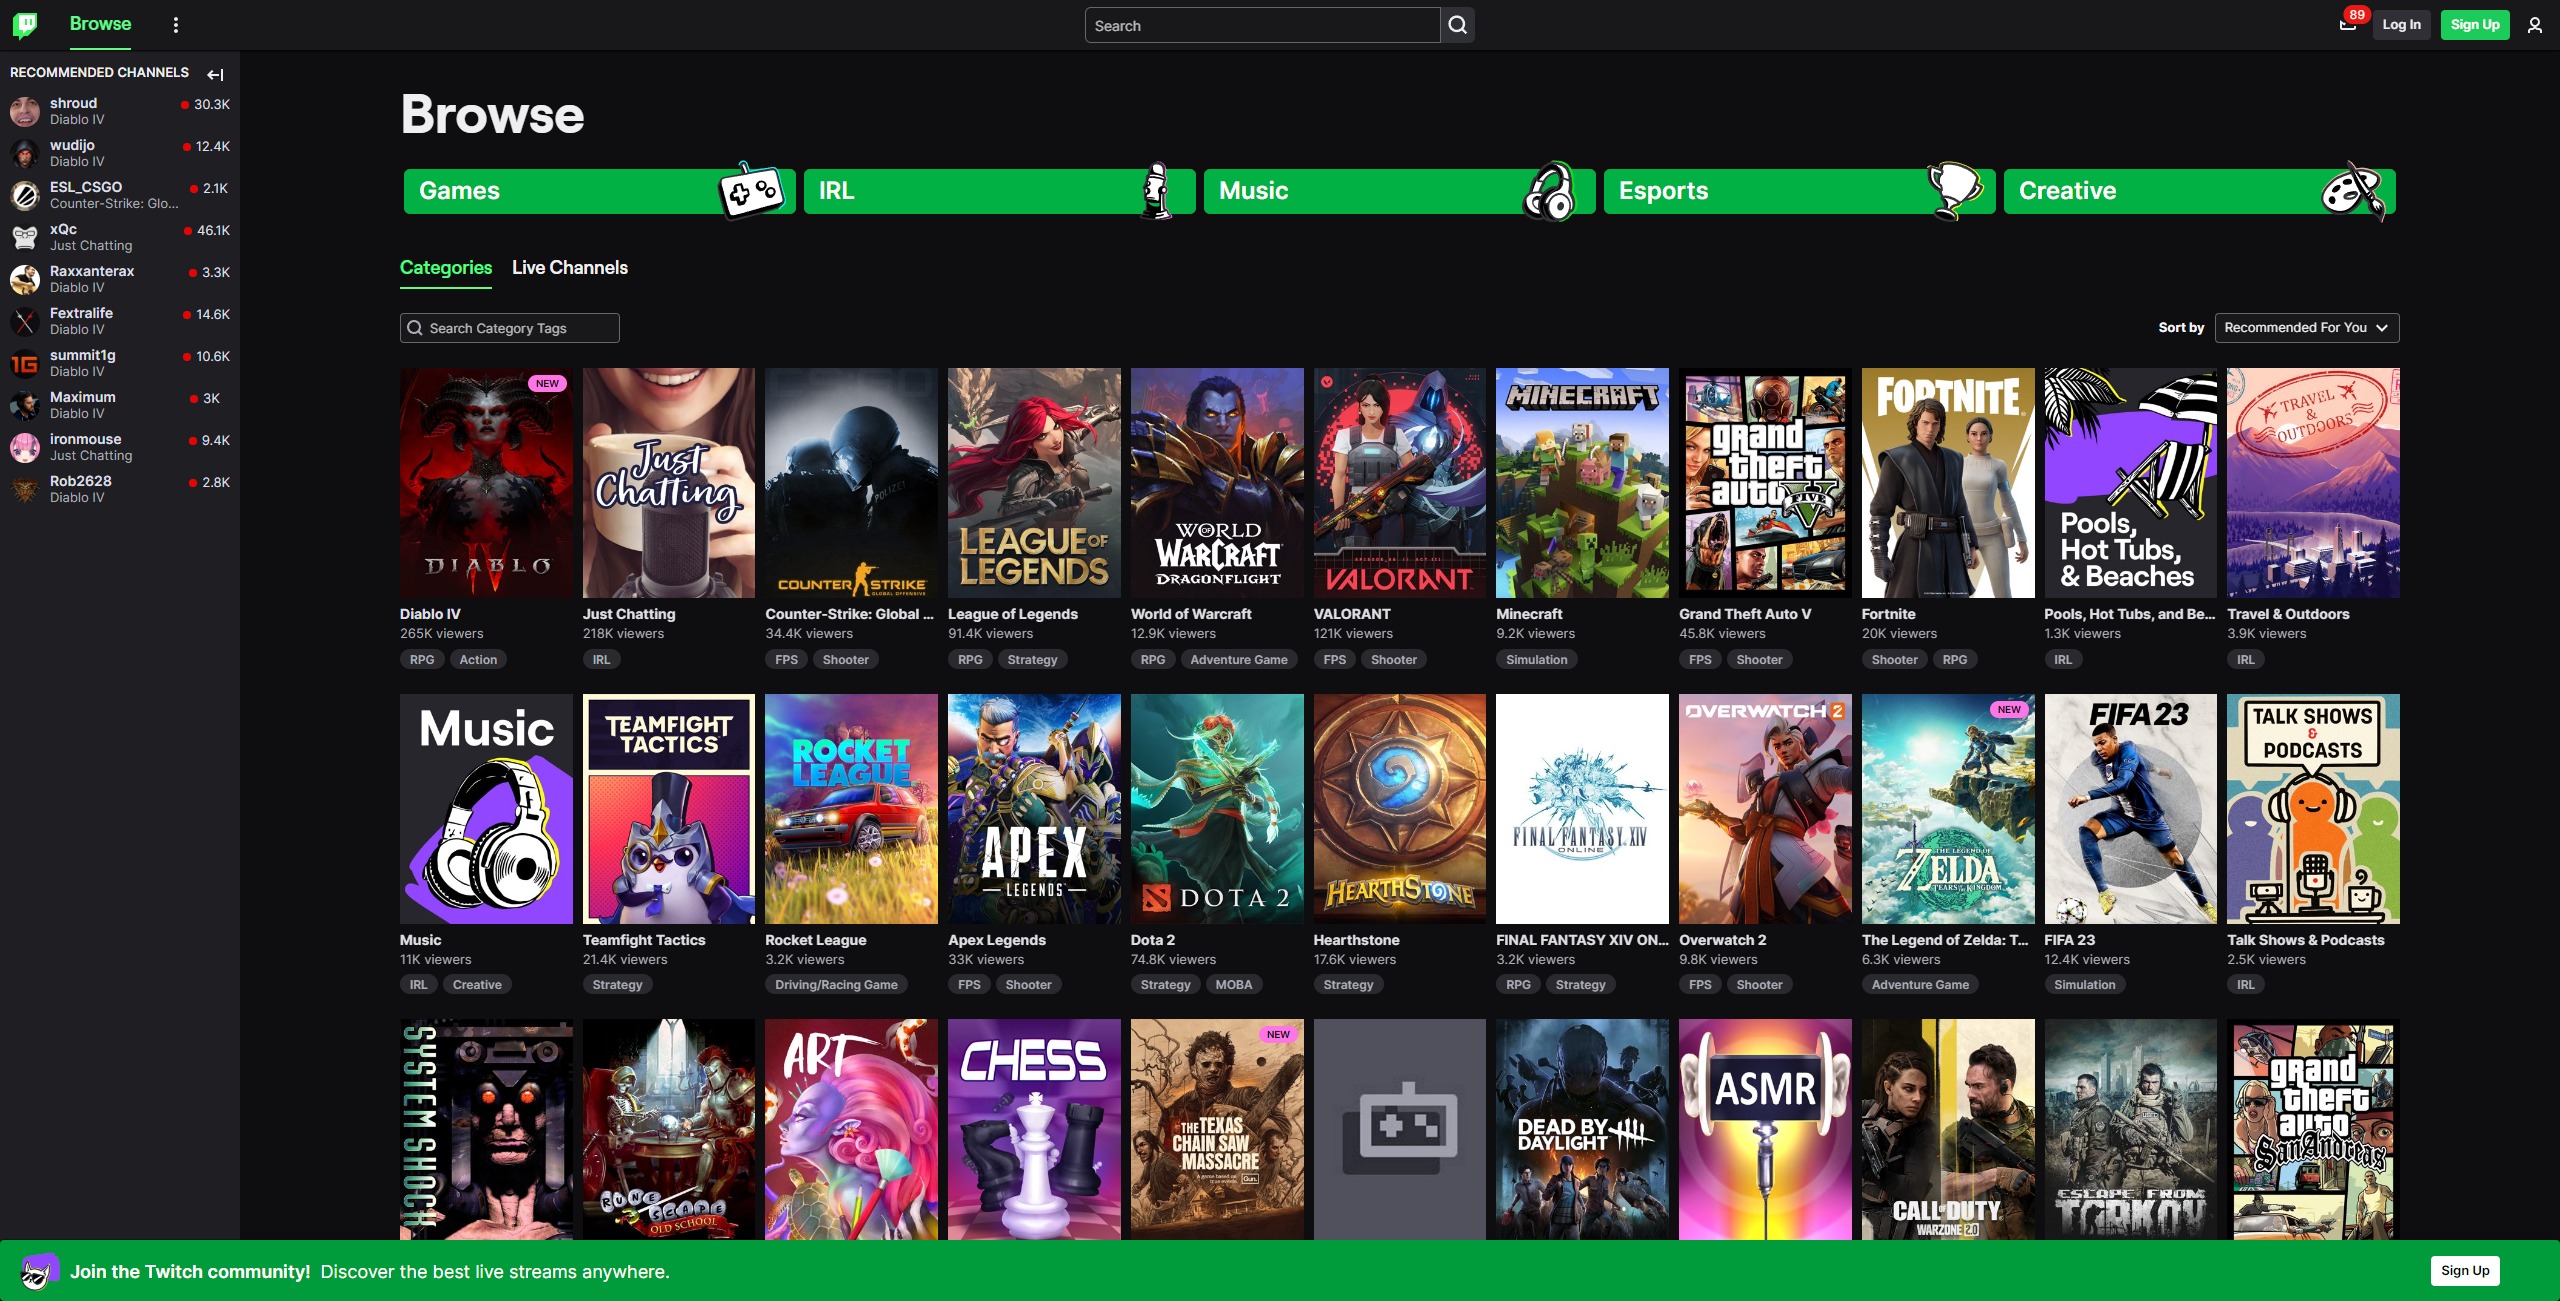 Browse
Search
89
Log In
Sign Up
RECOMMENDED CHANNELS
shroud
Diablo IV
30.3K
wudijo
Diablo IV
12.4K
ESL_CSGO
Counter-Strike: Glo...
2.1K
xQc
Just Chatting
46.1K
Raxxanterax
Diablo IV
3.3K
Fextralife
Diablo IV
14.6K
summit1g
Diablo IV
10.6K
Maximum
Diablo IV
3K
ironmouse
Just Chatting
9.4K
Rob2628
Diablo IV
2.8K
Browse
Games
IRL
Music
Esports
Creative
Categories
Live Channels
Search Category Tags
Sort by
Recommended For You
NEW
DIABLO
IV
Diablo IV
265K viewers
RPG
Action
Just
Chatting
Just Chatting
218K viewers
IRL
POLIZEI
COUNTER STRIKE
GLOBAL OFFENSIVE
Counter-Strike: Global ...
34.4K viewers
FPS
Shooter
LEAGUE OF
LEGENDS
League of Legends
91.4K viewers
RPG
Strategy
WORLD
OF
WARCRAFT
DRAGONFLIGHT
World of Warcraft
12.9K viewers
RPG
Adventure Game
VALORANT
VALORANT
121K viewers
FPS
Shooter
MINECRAFT
Minecraft
9.2K viewers
Simulation
grand
theft
auto
V
FIVE
Grand Theft Auto V
45.8K viewers
FPS
Shooter
FORTNITE
Fortnite
20K viewers
Shooter
RPG
Pools,
Hot Tubs,
& Beaches
Pools, Hot Tubs, and Be...
1.3K viewers
IRL
TRAVEL
&
OUTDOORS
Travel & Outdoors
3.9K viewers
IRL
Music
Music
11K viewers
IRL
Creative
TEAMFIGHT
TACTICS
Teamfight Tactics
21.4K viewers
Strategy
ROCKET
LEAGUE
Rocket League
3.2K viewers
Driving/Racing Game
APEX
LEGENDS
Apex Legends
33K viewers
FPS
Shooter
DOTA 2
Dota 2
74.8K viewers
Strategy
MOBA
HEARTHSTONE
Hearthstone
17.6K viewers
Strategy
FINAL FANTASY XIV
ONLINE
FINAL FANTASY XIV ON...
3.2K viewers
RPG
Strategy
OVERWATCH 2
Overwatch 2
9.8K viewers
FPS
Shooter
NEW
THE LEGEND OF
ZELDA
TEARS OF THE KINGDOM
The Legend of Zelda: T...
6.3K viewers
Adventure Game
FIFA 23
FIFA 23
12.4K viewers
Simulation
TALK SHOWS
&
PODCASTS
Talk Shows & Podcasts
2.5K viewers
IRL
SYSTEM SHOCK
RUNE
SCAPE
OLD SCHOOL
ART
CHESS
NEW
THE TEXAS
CHAIN SAW
MASSACRE
Gun.
DEAD BY
DAYLIGHT
ASMR
CALL OF DUTY
WARZONE 2.0
ESCAPE FROM
TARKOV
grand
theft
auto
San Andreas
Join the Twitch community! Discover the best live streams anywhere.
Sign Up